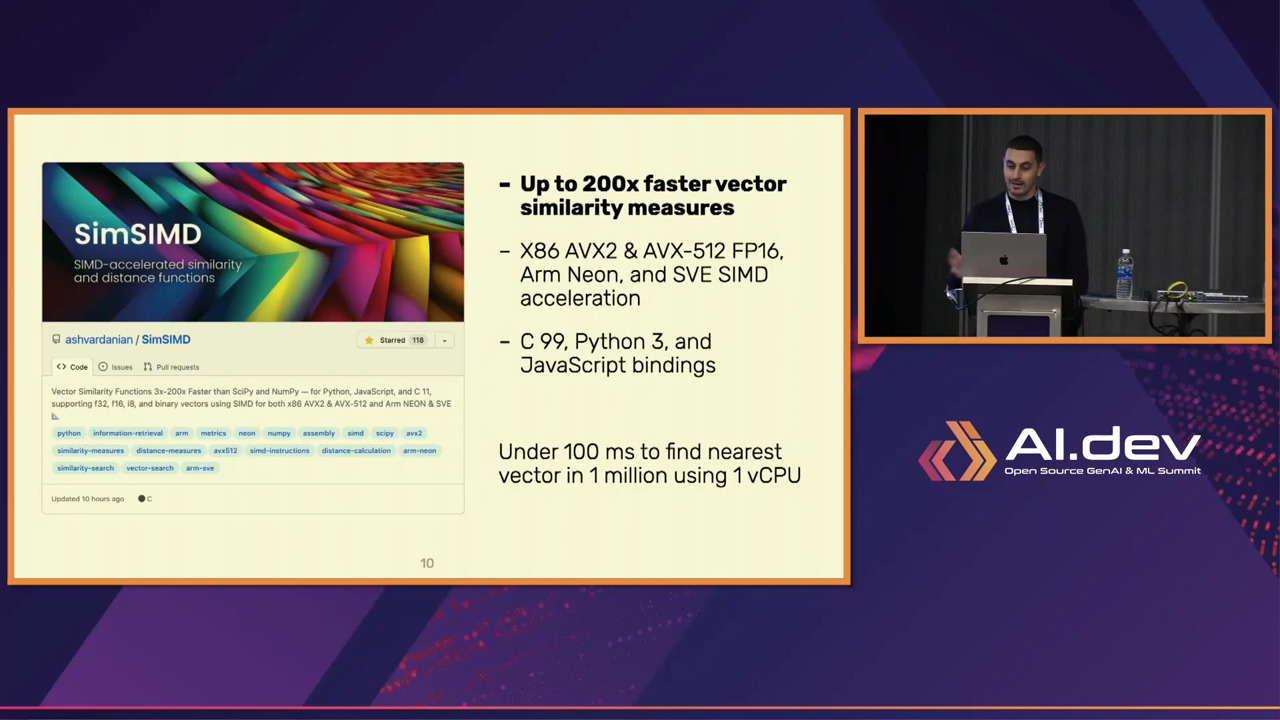 SimSIMD
SIMD-accelerated similarity
and distance functions
ashvardanian / SimSIMD
Starred 118
Code Issues Pull requests
Vector Similarity Functions 3x-200x Faster than SciPy and NumPy — for Python, JavaScript, and C 11,
supporting f32, f16, i8, and binary vectors using SIMD for both x86 AVX2 & AVX-512 and Arm NEON & SVE
python information-retrieval arm metrics neon numpy assembly simd scipy avx2
similarity-measures distance-measures avx512 simd-instructions distance-calculation arm-neon
similarity-search vector-search arm-sve
Updated 10 hours ago C
– Up to 200x faster vector
similarity measures
– X86 AVX2 & AVX-512 FP16,
Arm Neon, and SVE SIMD
acceleration
– C 99, Python 3, and
JavaScript bindings
Under 100 ms to find nearest
vector in 1 million using 1 vCPU
10
AI.dev
Open Source GenAI & ML Summit